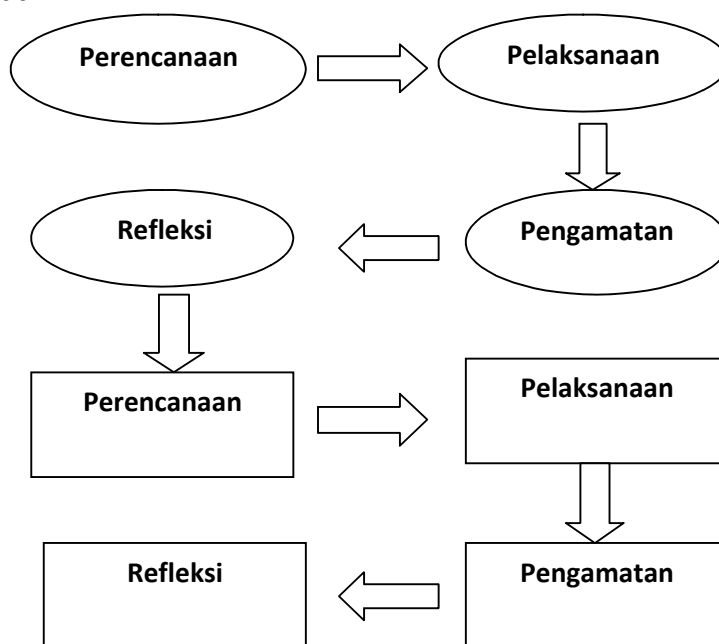 Perencanaan
Pelaksanaan
Refleksi
Pengamatan
Perencanaan
Pelaksanaan
Refleksi
Pengamatan